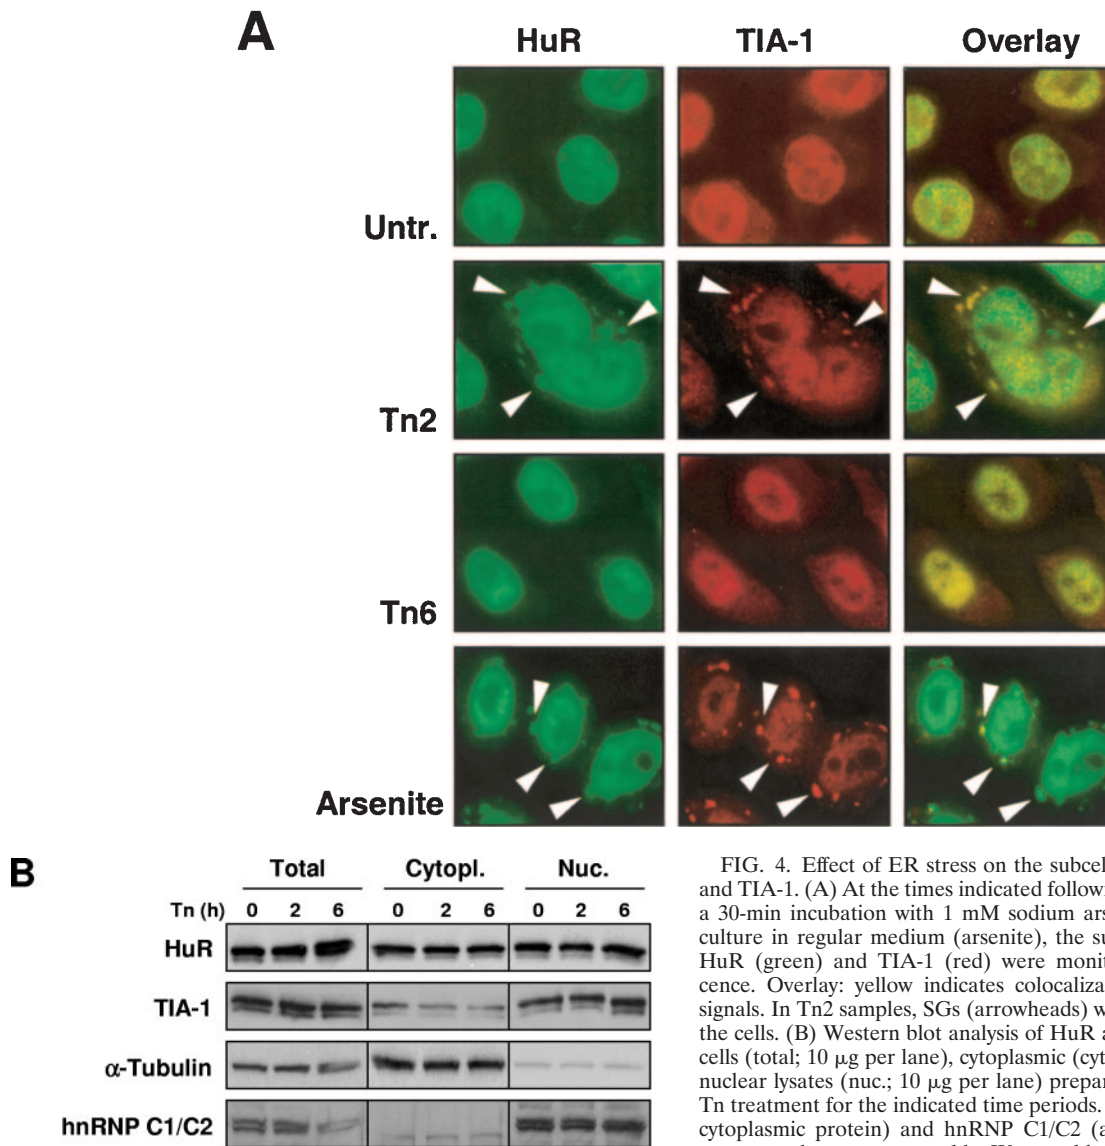 A
HuR TIA-1 Overlay
Untr.
Tn2
Tn6
Arsenite
B
Total Cytopl. Nuc.
Tn (h) 0 2 6 0 2 6 0 2 6
HuR
TIA-1
α-Tubulin
hnRNP C1/C2
FIG. 4. Effect of ER stress on the subcell
and TIA-1. (A) At the times indicated followi
a 30-min incubation with 1 mM sodium ars
culture in regular medium (arsenite), the su
HuR (green) and TIA-1 (red) were monit
cence. Overlay: yellow indicates colocaliza
signals. In Tn2 samples, SGs (arrowheads) w
the cells. (B) Western blot analysis of HuR a
cells (total; 10 μg per lane), cytoplasmic (cyt
nuclear lysates (nuc.; 10 μg per lane) prepar
Tn treatment for the indicated time periods.
cytoplasmic protein) and hnRNP C1/C2 (a